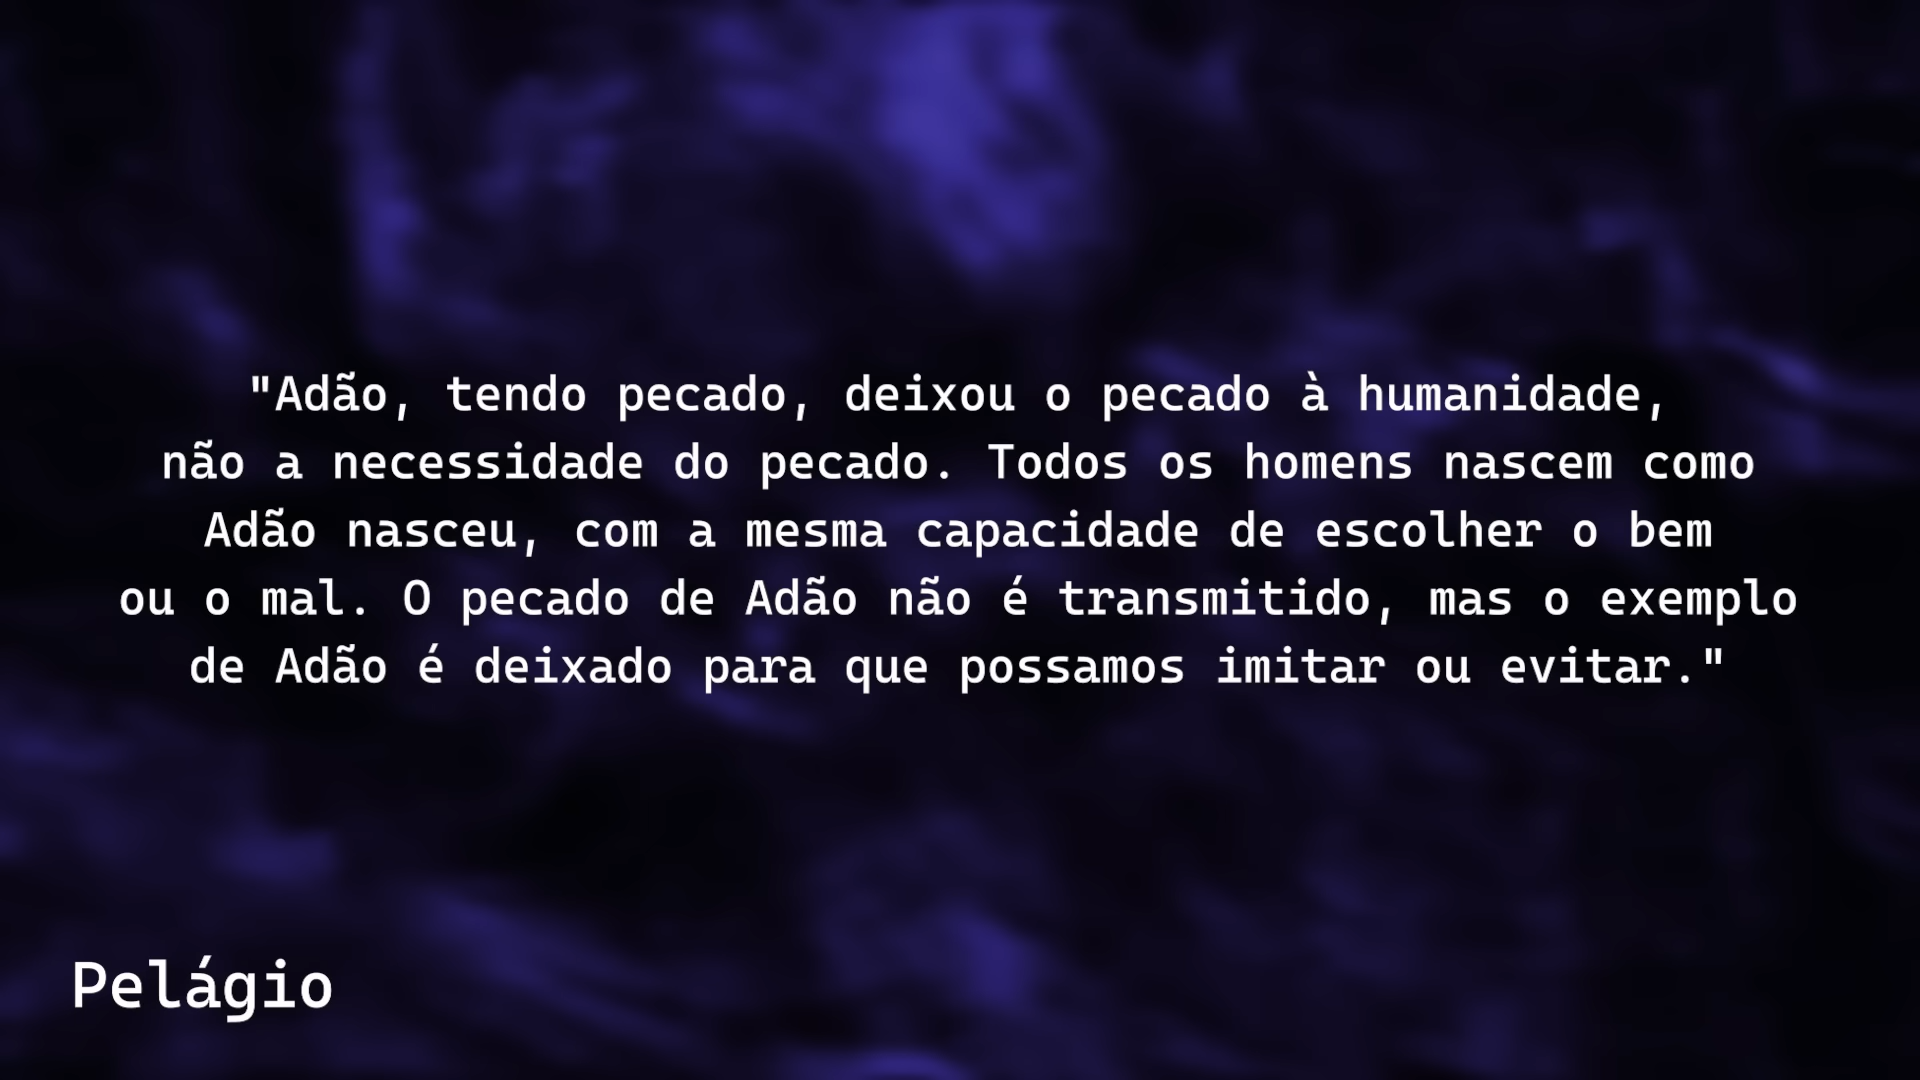 "Adão, tendo pecado, deixou o pecado à humanidade,
não a necessidade do pecado. Todos os homens nascem como
Adão nasceu, com a mesma capacidade de escolher o bem
ou o mal. O pecado de Adão não é transmitido, mas o exemplo
de Adão é deixado para que possamos imitar ou evitar."
Pelágio